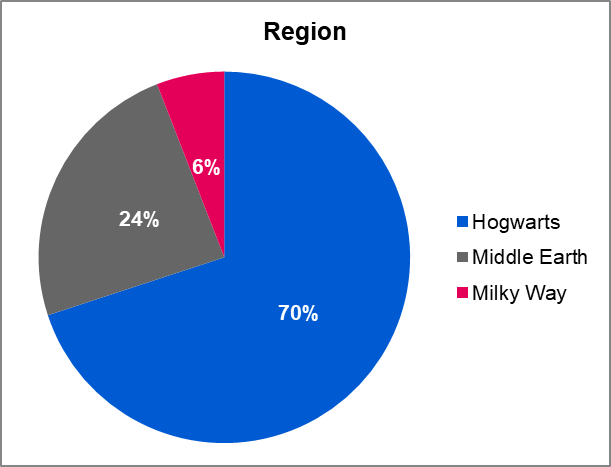 Region
6%
24%
70%
Hogwarts
Middle Earth
Milky Way